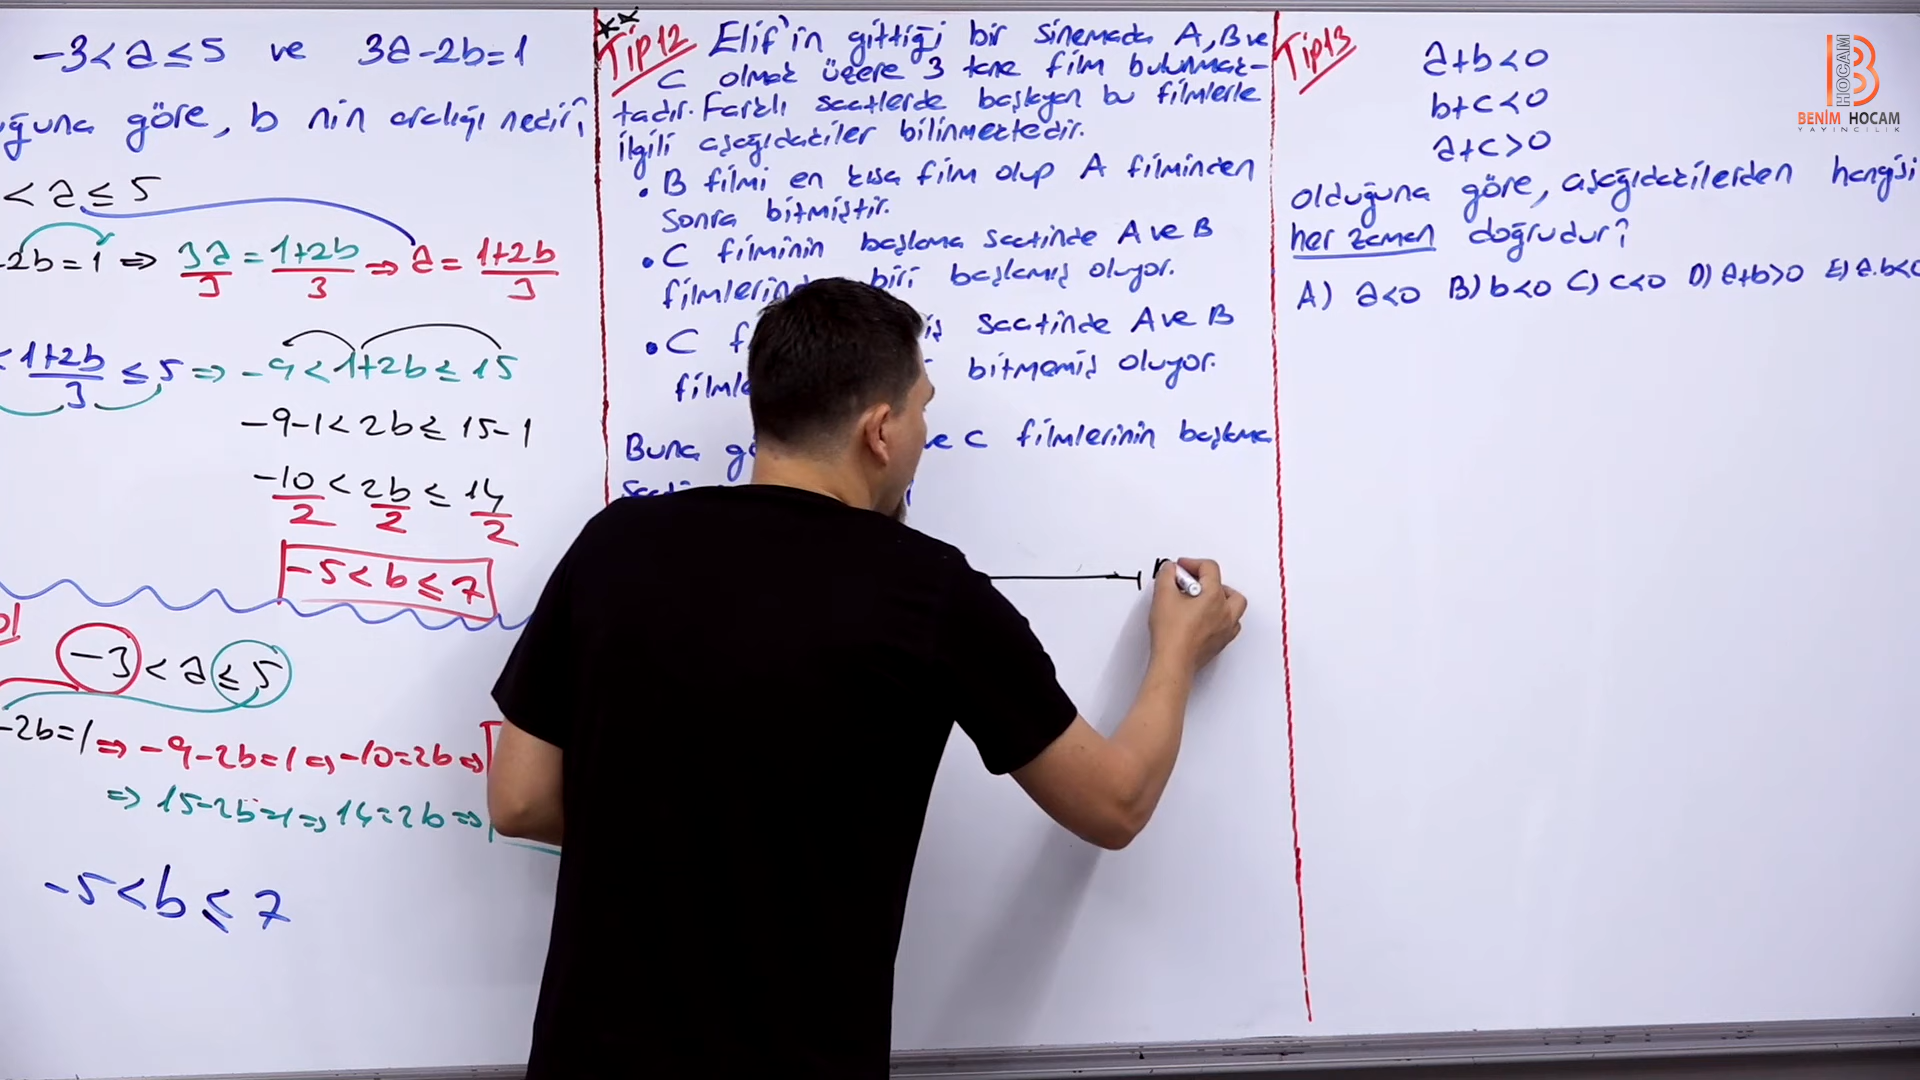 -3<a≤5 ve 3a-2b=1
ğuna göre, b nin aralığı nedir?
<a≤5
-2b=1 ⇒ 3a/3 = 1+2b/3 ⇒ a = 1+2b/3
< 1+2b/3 ≤ 5 ⇒ -9<1+2b≤15
-9-1<2b≤15-1
-10/2 < 2b/2 ≤ 14/2
-5<b≤7
-3<a≤5
-2b=1 ⇒ -9-2b=1 ⇒ -10=2b ⇒
⇒ 15-2b=1 ⇒ 14=2b ⇒
-5<b≤7
Tip12 Elif'in gittiği bir sinemada A, B ve
C olmak üzere 3 tane film bulunmak-
tadır. Farklı saatlerde başlayan bu filmlerle
ilgili aşağıdakiler bilinmektedir.
• B filmi en kısa film olup A filminden
sonra bitmiştir.
• C filminin başlama saatinde A ve B
filmlerinden biri başlamış oluyor.
• C saatinde A ve B
bitmemiş oluyor.
Buna C filmlerinin başlama
Tip13
a+b<0
b+c<0
a+c>0
olduğuna göre, aşağıdakilerden hangisi
her zaman doğrudur?
A) a<0 B) b<0 C) c<0 D) a+b>0 E) a.b<0
BENİM HOCAM
BENİM HOCAM
YAYINCILIK